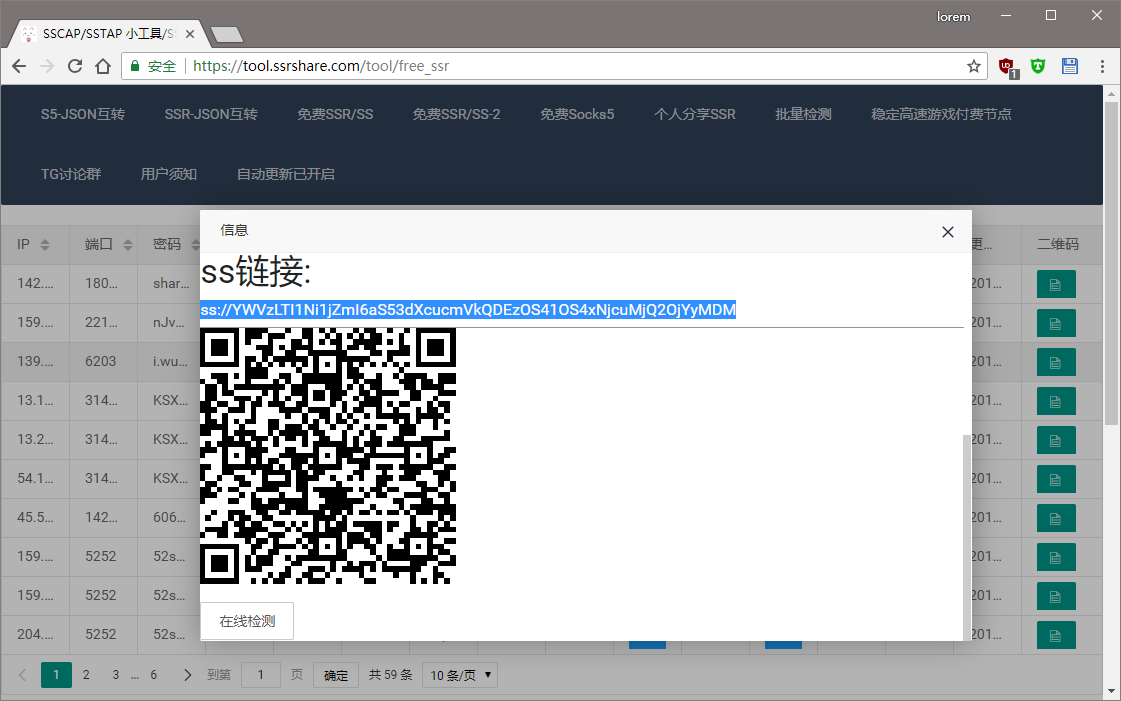 lorem
SSCAP/SSTAP 小工具/SS
安全 https://tool.ssrshare.com/tool/free_ssr
1
S5-JSON互转 SSR-JSON互转 免费SSR/SS 免费SSR/SS-2 免费Socks5 个人分享SSR 批量检测 稳定高速游戏付费节点
TG讨论群 用户须知 自动更新已开启
信息
IP 端口 密码 更... 二维码
ss链接:
ss://YWVzLTI1Ni1jZmI6aS53dXcucmVkQDEzOS41OS4xNjcuMjQ2OjYyMDM
142.... 180... shar... 201...
159.... 221... nJv... 201...
139.... 6203 i.wu... 201...
13.1... 314... KSX... 201...
13.2... 314... KSX... 201...
54.1... 314... KSX... 201...
45.5... 142... 606... 201...
159.... 5252 52s... 201...
159.... 5252 52s... 201...
204.... 5252 52s... 201...
在线检测
1 2 3 ... 6 到第 1 页 确定 共 59 条 10 条/页